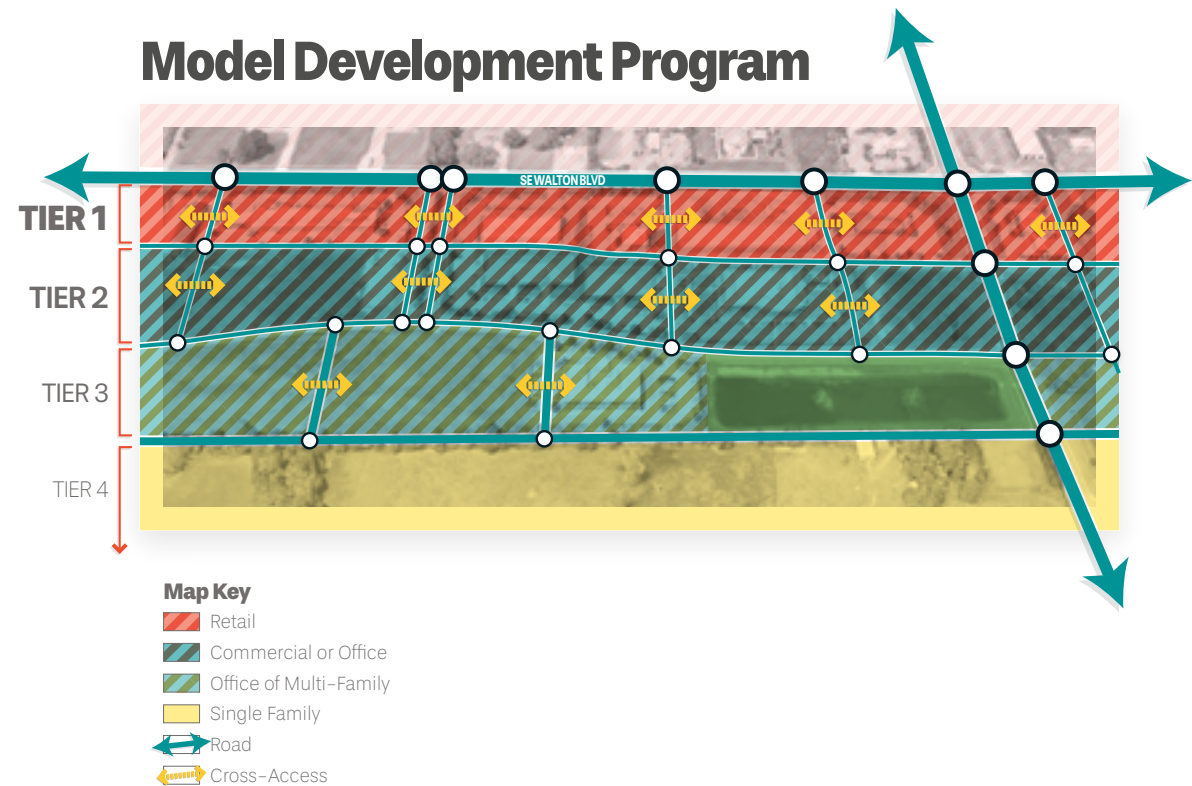 Model Development Program
SE WALTON BLVD
TIER 1
TIER 2
TIER 3
TIER 4
Map Key
Retail
Commercial or Office
Office of Multi-Family
Single Family
Road
Cross-Access